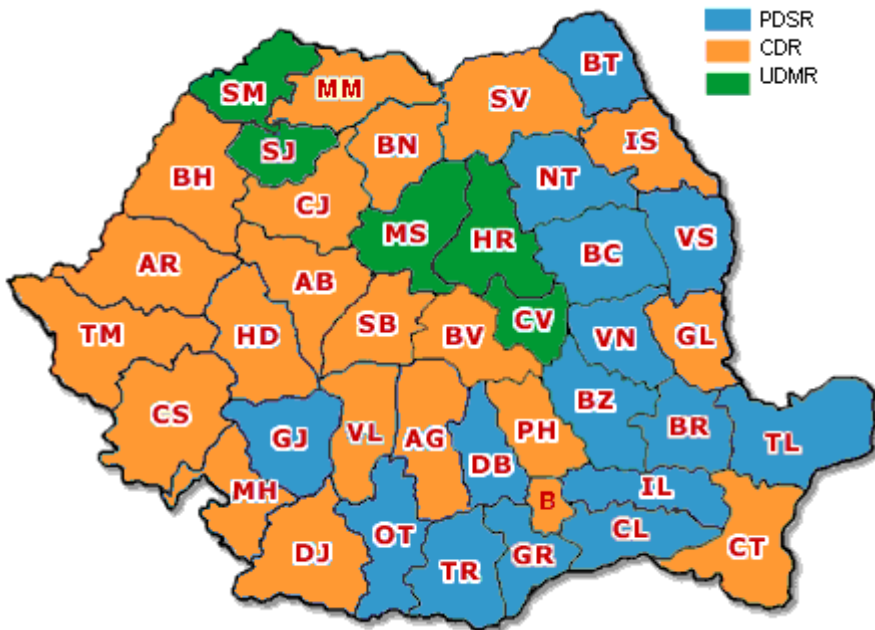 PDSR
CDR
UDMR
BT
SM
MM
SV
IS
SJ
BN
BH
NT
CJ
MS
HR
VS
BC
AR
AB
CV
SB
TM
HD
BV
VN
GL
CS
BZ
GJ
VL
AG
PH
BR
TL
DB
MH
IL
B
OT
CL
DJ
GR
CT
TR